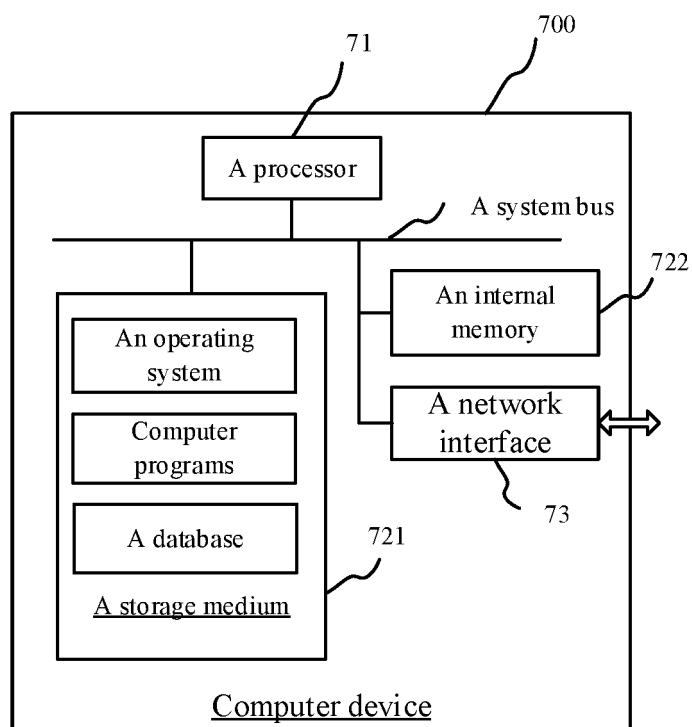 71
700
A processor
A system bus
722
An internal
memory
An operating
system
A network
interface
Computer
programs
73
A database
721
A storage medium
Computer device